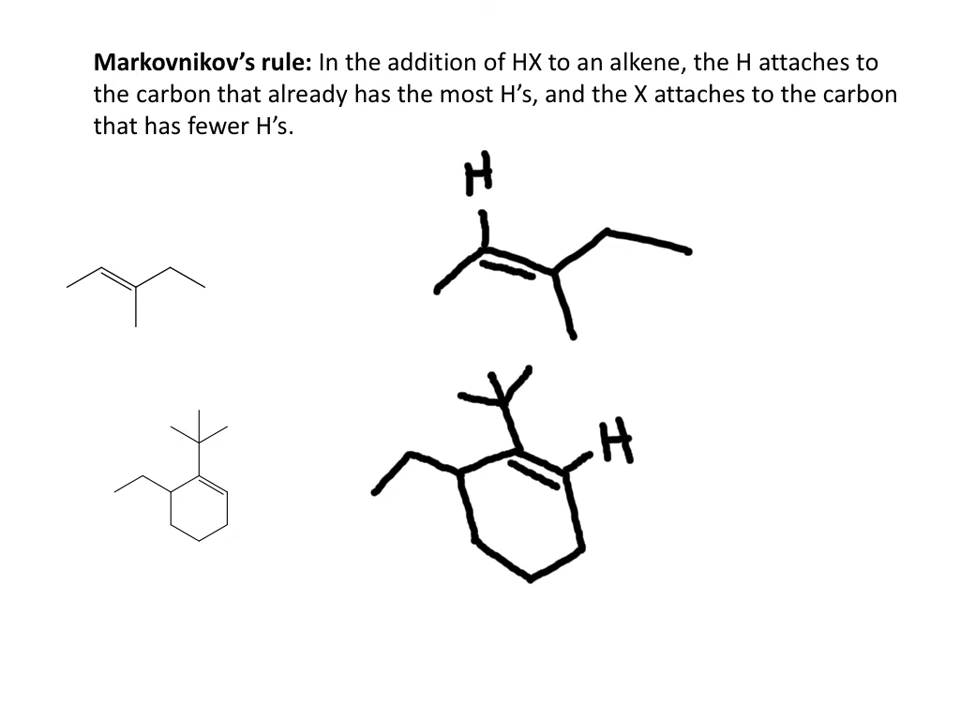 Markovnikov’s rule: In the addition of HX to an alkene, the H attaches to
the carbon that already has the most H’s, and the X attaches to the carbon
that has fewer H’s.
H
H